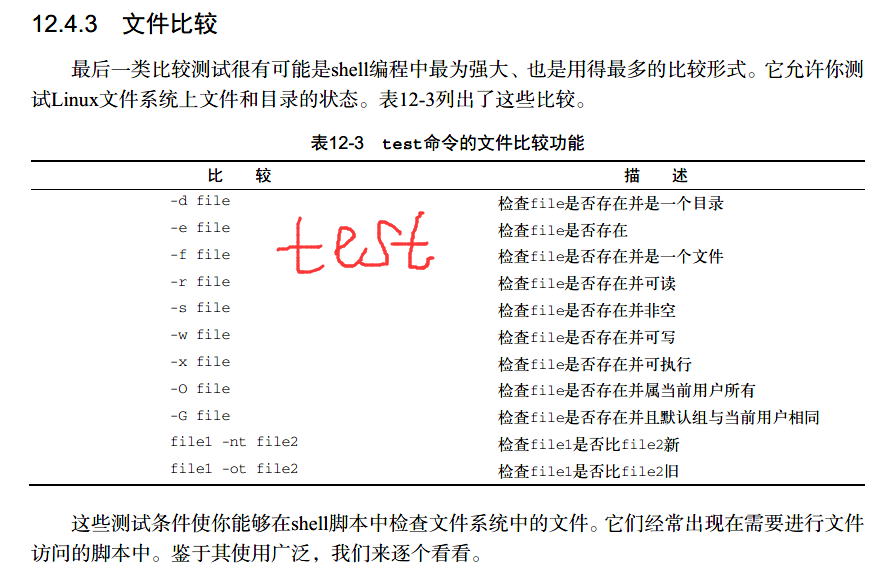 12.4.3 文件比较
最后一类比较测试很有可能是shell编程中最为强大、也是用得最多的比较形式。它允许你测
试Linux文件系统上文件和目录的状态。表12-3列出了这些比较。
表12-3 test命令的文件比较功能
比 较 描 述
-d file 检查file是否存在并是一个目录
-e file 检查file是否存在
-f file 检查file是否存在并是一个文件
test
-r file 检查file是否存在并可读
-s file 检查file是否存在并非空
-w file 检查file是否存在并可写
-x file 检查file是否存在并可执行
-O file 检查file是否存在并属当前用户所有
-G file 检查file是否存在并且默认组与当前用户相同
file1 -nt file2 检查file1是否比file2新
file1 -ot file2 检查file1是否比file2旧
这些测试条件使你能够在shell脚本中检查文件系统中的文件。它们经常出现在需要进行文件
访问的脚本中。鉴于其使用广泛，我们来逐个看看。